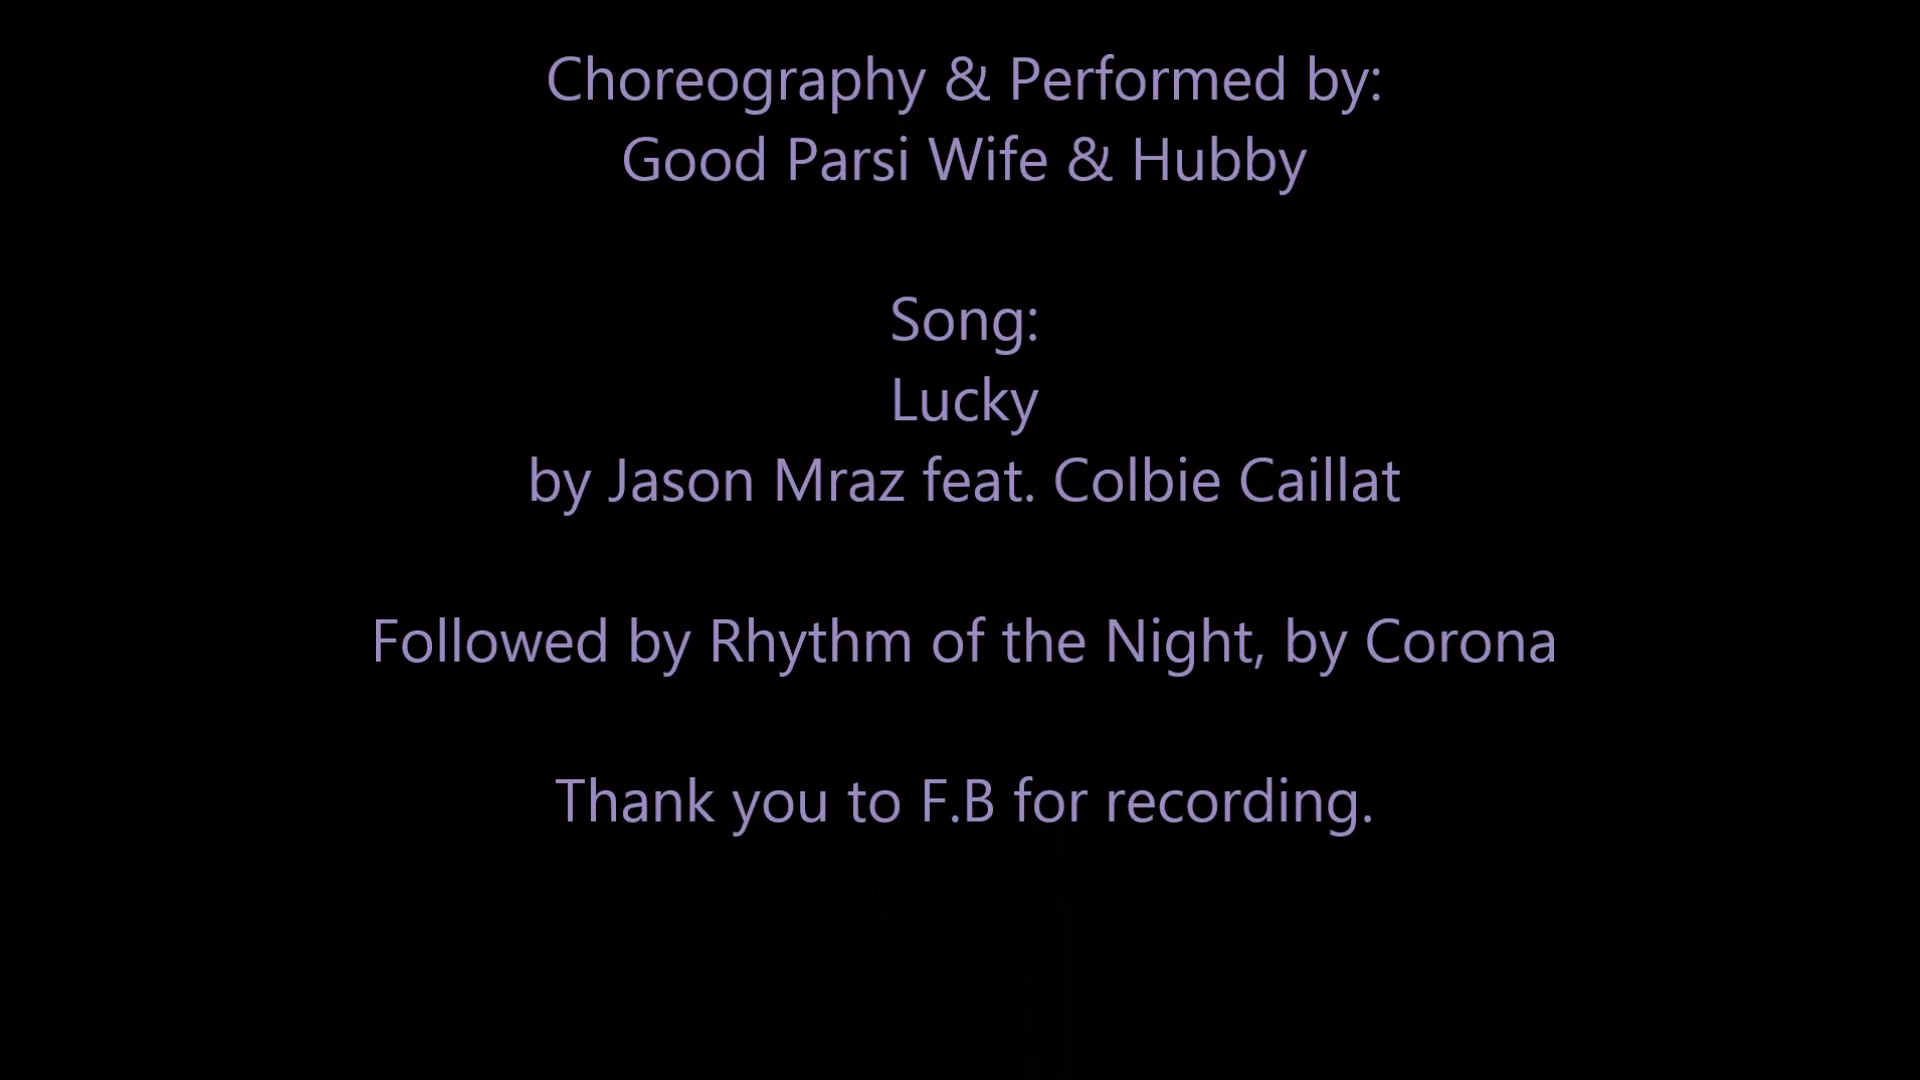 Choreography & Performed by:
Good Parsi Wife & Hubby
Song:
Lucky
by Jason Mraz feat. Colbie Caillat
Followed by Rhythm of the Night, by Corona
Thank you to F.B for recording.